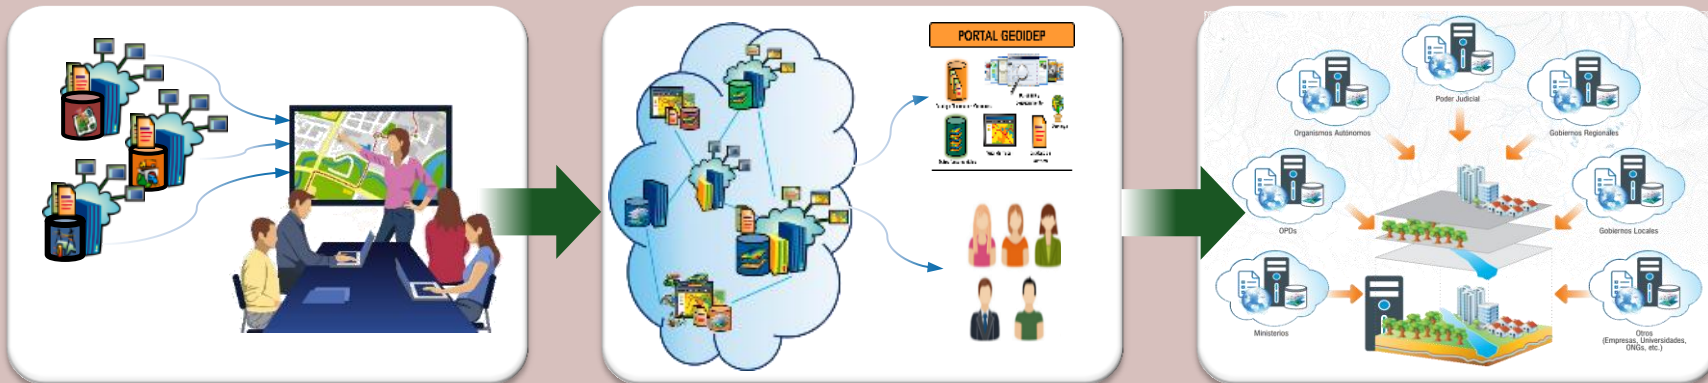 PORTAL GEOIDEP
Poder Judicial
Organismos Autónomos
Gobiernos Regionales
OPDs
Gobiernos Locales
Ministerios
Otros
(Empresas, Universidades,
ONGs, etc.)